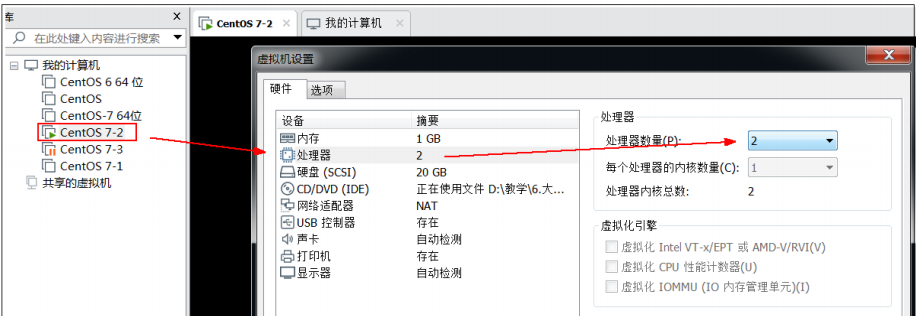 库 X
在此处键入内容进行搜索
我的计算机
CentOS 6 64 位
CentOS
CentOS-7 64位
CentOS 7-2
CentOS 7-3
CentOS 7-1
共享的虚拟机
CentOS 7-2 × 我的计算机 ×
虚拟机设置
硬件 选项
设备 摘要
内存 1 GB
处理器 2
硬盘 (SCSI) 20 GB
CD/DVD (IDE) 正在使用文件 D:\教学\6.大...
网络适配器 NAT
USB 控制器 存在
声卡 自动检测
打印机 存在
显示器 自动检测
处理器
处理器数量(P): 2
每个处理器的内核数量(C): 1
处理器内核总数: 2
虚拟化引擎
虚拟化 Intel VT-x/EPT 或 AMD-V/RVI(V)
虚拟化 CPU 性能计数器(U)
虚拟化 IOMMU (IO 内存管理单元)(I)